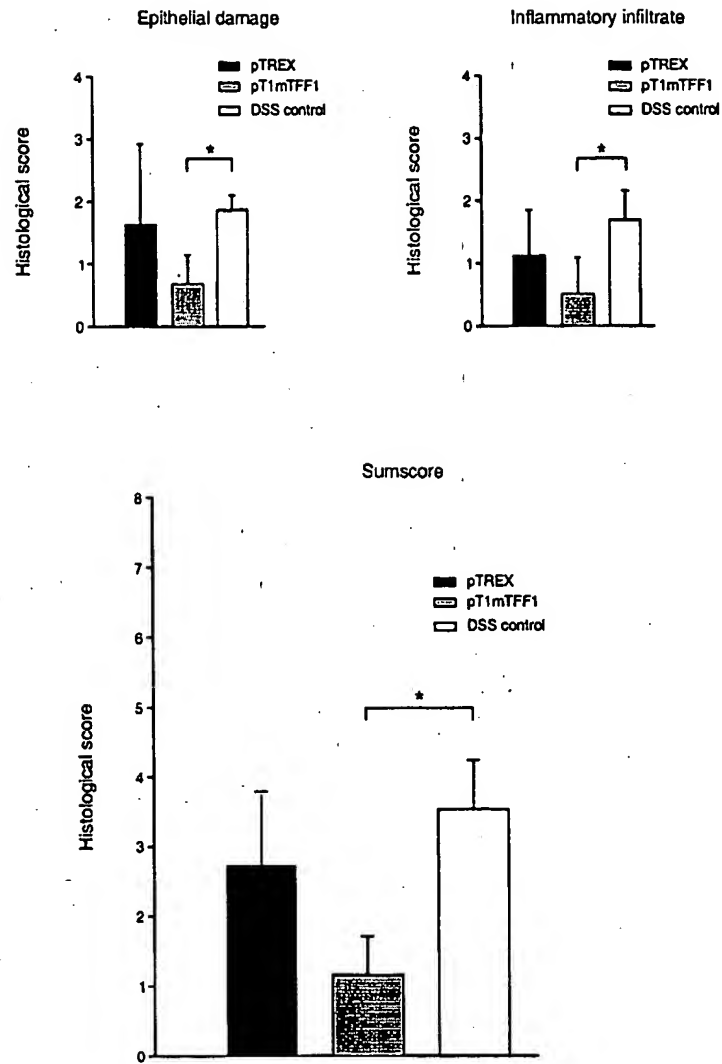 Epithelial damage
pTREX
pT1mTFF1
DSS control
4
3
2
1
0
Histological score
*
Inflammatory infiltrate
pTREX
pT1mTFF1
DSS control
4
3
2
1
0
Histological score
*
Sumscore
pTREX
pT1mTFF1
DSS control
8
7
6
5
4
3
2
1
0
Histological score
*